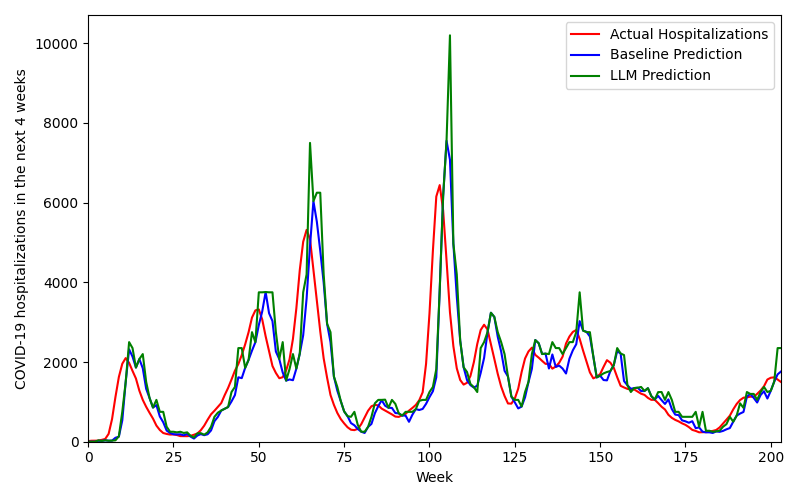 Actual Hospitalizations
Baseline Prediction
LLM Prediction
COVID-19 hospitalizations in the next 4 weeks
10000
8000
6000
4000
2000
0
0 25 50 75 100 125 150 175 200
Week